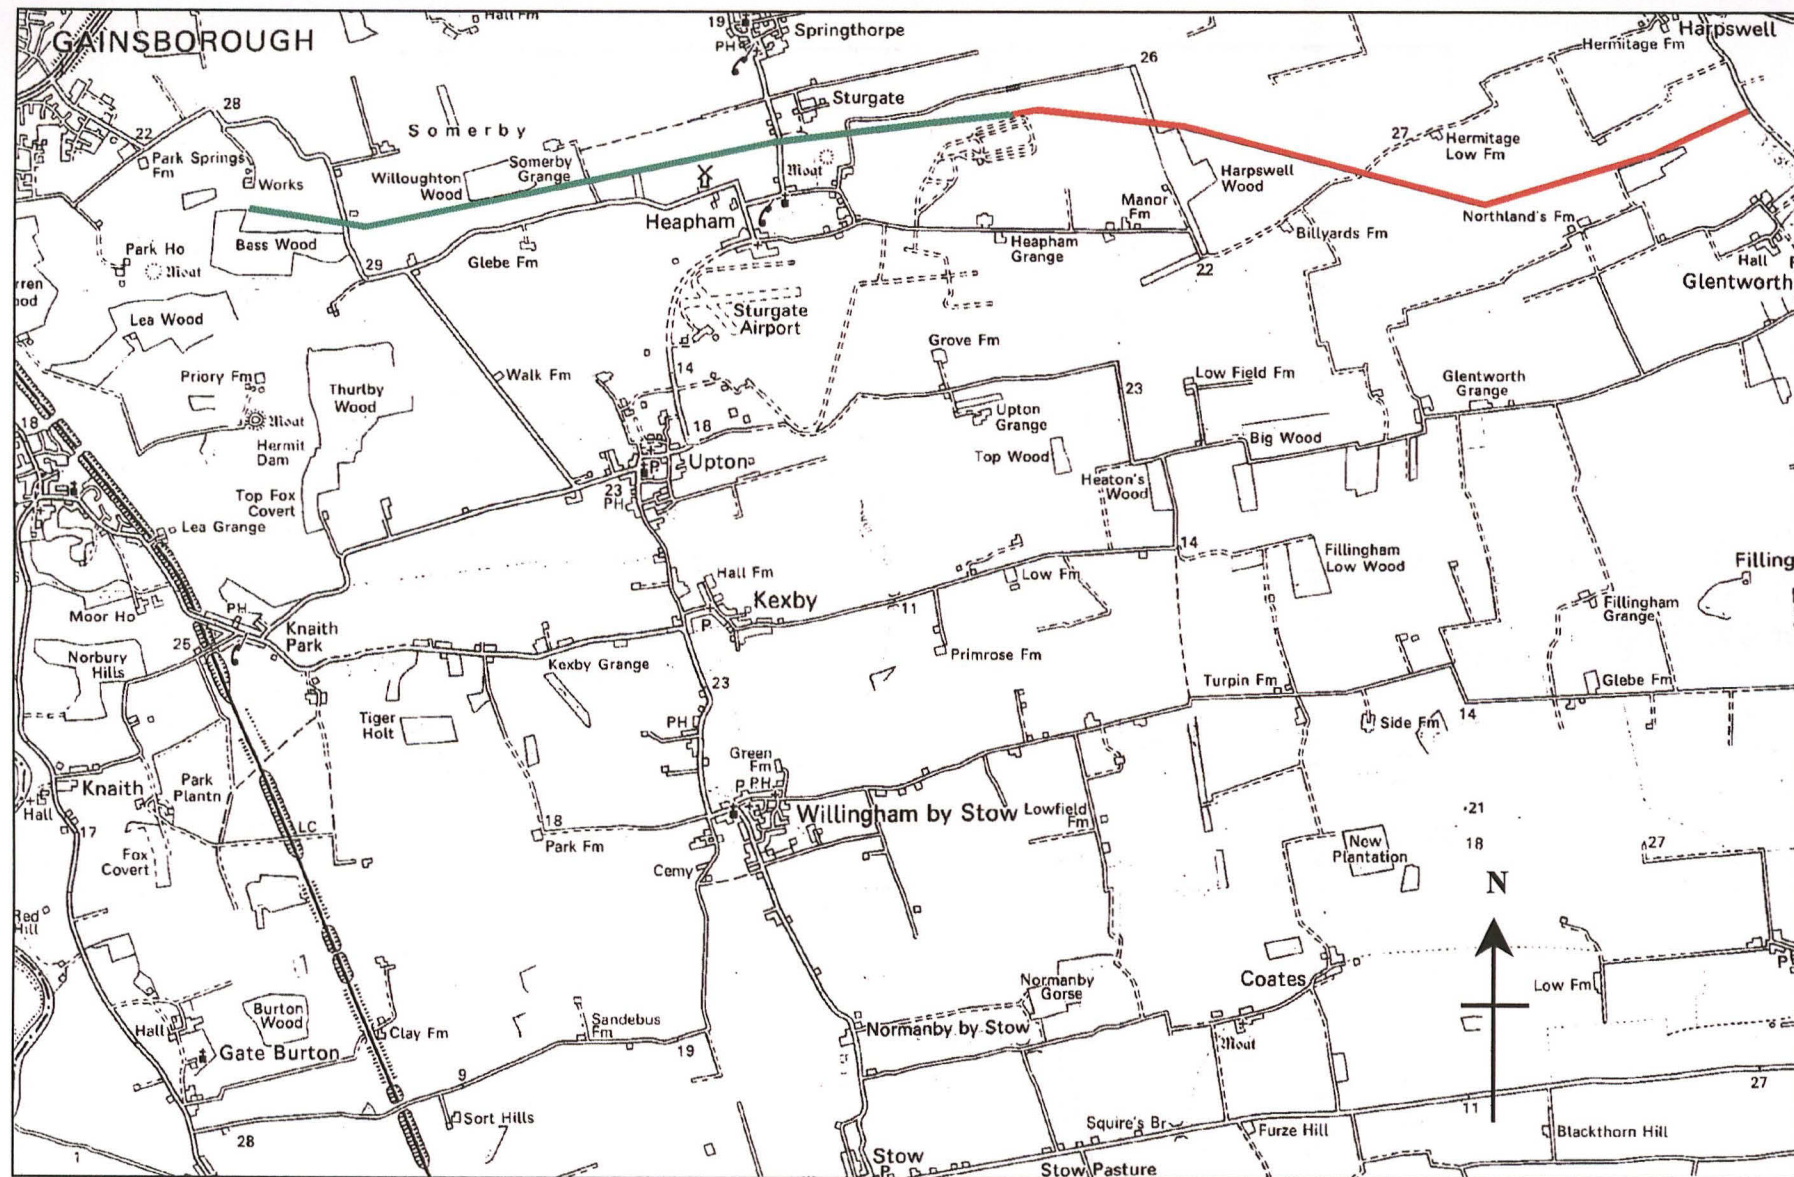 Hall Fm
19
Springthorpe
PH
Harpswell
Hermitage Fm
GAINSBOROUGH
26
28
Sturgate
22
Somerby
27
Hermitage
Low Fm
Park Springs
Fm
Works
Willoughton
Wood
Somerby
Grange
Moat
Harpswell
Wood
Manor
Fm
Heapham
Northland's Fm
Park Ho
Moat
Bass Wood
Glebe Fm
Heapham
Grange
Billyards Fm
29
22
Hall
Glentworth
Lea Wood
Sturgate
Airport
Grove Fm
Priory Fm
Thurlby
Wood
Walk Fm
14
23
Low Field Fm
Glentworth
Grange
18
Moat
Hermit
Dam
18
Upton
Grange
Big Wood
Top Wood
P
Upton
Heaton's
Wood
Top Fox
Covert
23
PH
Lea Grange
14
Fillingham
Low Wood
Filling
Hall Fm
Low Fm
Moor Ho
PH
Kexby
11
Fillingham
Grange
Knaith
Park
P
25
Norbury
Hills
Kexby Grange
Primrose Fm
23
Turpin Fm
Glebe Fm
Tiger
Holt
PH
14
Side Fm
Green
Fm
Park
Plantn
Knaith
P PH
Hall
Willingham by Stow
Lowfield
Fm
21
17
LC
18
Park Fm
New
Plantation
18
27
Fox
Covert
Cemy
N
Red
Hill
Normanby
Gorse
Coates
P
Low Fm
Burton
Wood
Hall
Clay Fm
Sandebus
Fm
Normanby by Stow
Gate Burton
19
Moat
9
27
11
Sort Hills
Squire's Br
Furze Hill
Blackthorn Hill
28
1
Stow
P
Stow Pasture